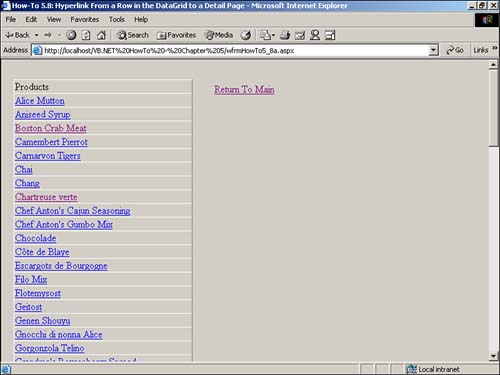 How-To 5.8: Hyperlink From a Row in the DataGrid to a Detail Page - Microsoft Internet Explorer
File Edit View Favorites Tools Help
Back Search Favorites Media
Address http://localhost/VB.NET%20HowTo%20-%20Chapter%205/wfrmHowTo5_8a.aspx Go Links »
Products
Return To Main
Alice Mutton
Aniseed Syrup
Boston Crab Meat
Camembert Pierrot
Carnarvon Tigers
Chai
Chang
Chartreuse verte
Chef Anton's Cajun Seasoning
Chef Anton's Gumbo Mix
Chocolade
Côte de Blaye
Escargots de Bourgogne
Filo Mix
Flotemysost
Geitost
Genen Shouyu
Gnocchi di nonna Alice
Gorgonzola Telino
Local intranet